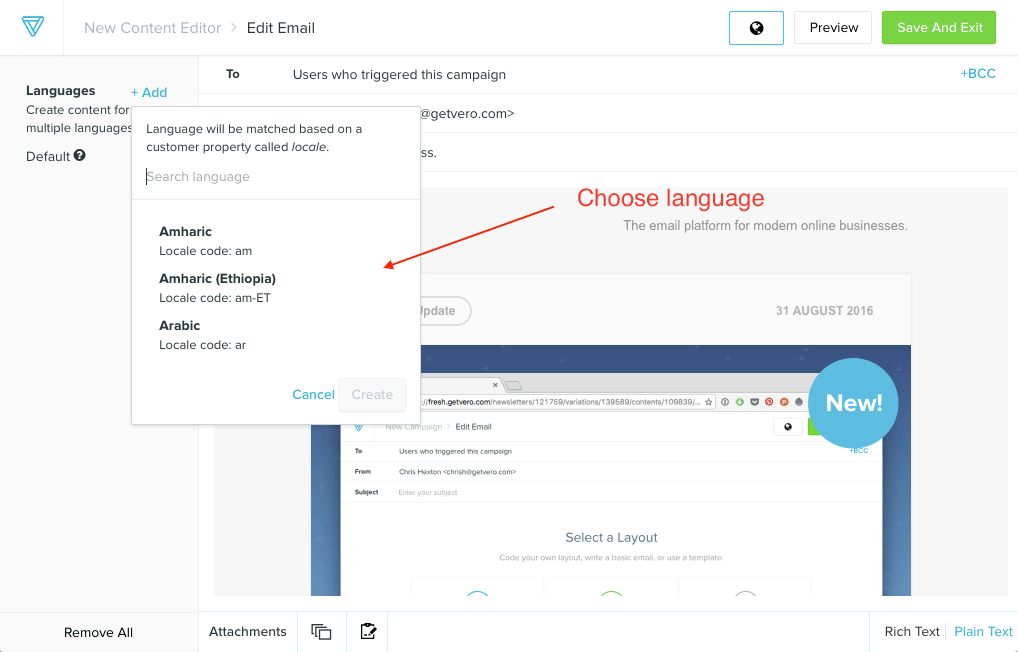 New Content Editor > Edit Email
Preview
Save And Exit
Languages
+ Add
Create content for
multiple languages
Default
To
Users who triggered this campaign
+BCC
@getvero.com>
ss.
Language will be matched based on a
customer property called locale.
Search language
Amharic
Locale code: am
Amharic (Ethiopia)
Locale code: am-ET
Arabic
Locale code: ar
Cancel
Create
Choose language
The email platform for modern online businesses.
Update
31 AUGUST 2016
New!
://fresh.getvero.com/newsletters/121759/variations/139589/contents/109839/...
New Campaign > Edit Email
To
Users who triggered this campaign
+BCC
From
Chris Hexton <chrish@getvero.com>
Subject
Enter your subject
Select a Layout
Code your own layout, write a basic email, or use a template.
Remove All
Attachments
Rich Text
Plain Text